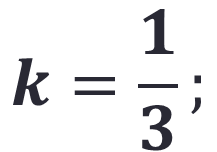 k = 1/3 ;